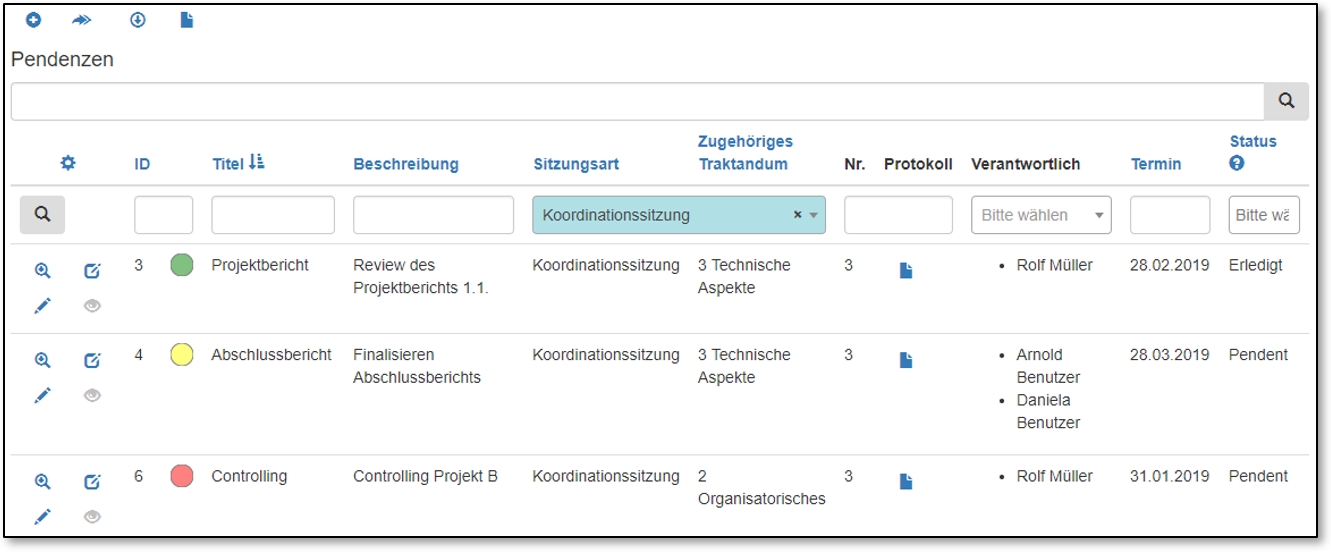 Pendenzen
ID Titel Beschreibung Sitzungsart Zugehöriges Traktandum Nr. Protokoll Verantwortlich Termin Status
Koordinationssitzung × Bitte wählen Bitte wä
3 Projektbericht Review des Koordinationssitzung 3 Technische 3 Rolf Müller 28.02.2019 Erledigt
Projektberichts 1.1. Aspekte
4 Abschlussbericht Finalisieren Koordinationssitzung 3 Technische 3 Arnold 28.03.2019 Pendent
Abschlussberichts Aspekte Benutzer
Daniela
Benutzer
6 Controlling Controlling Projekt B Koordinationssitzung 2 3 Rolf Müller 31.01.2019 Pendent
Organisatorisches